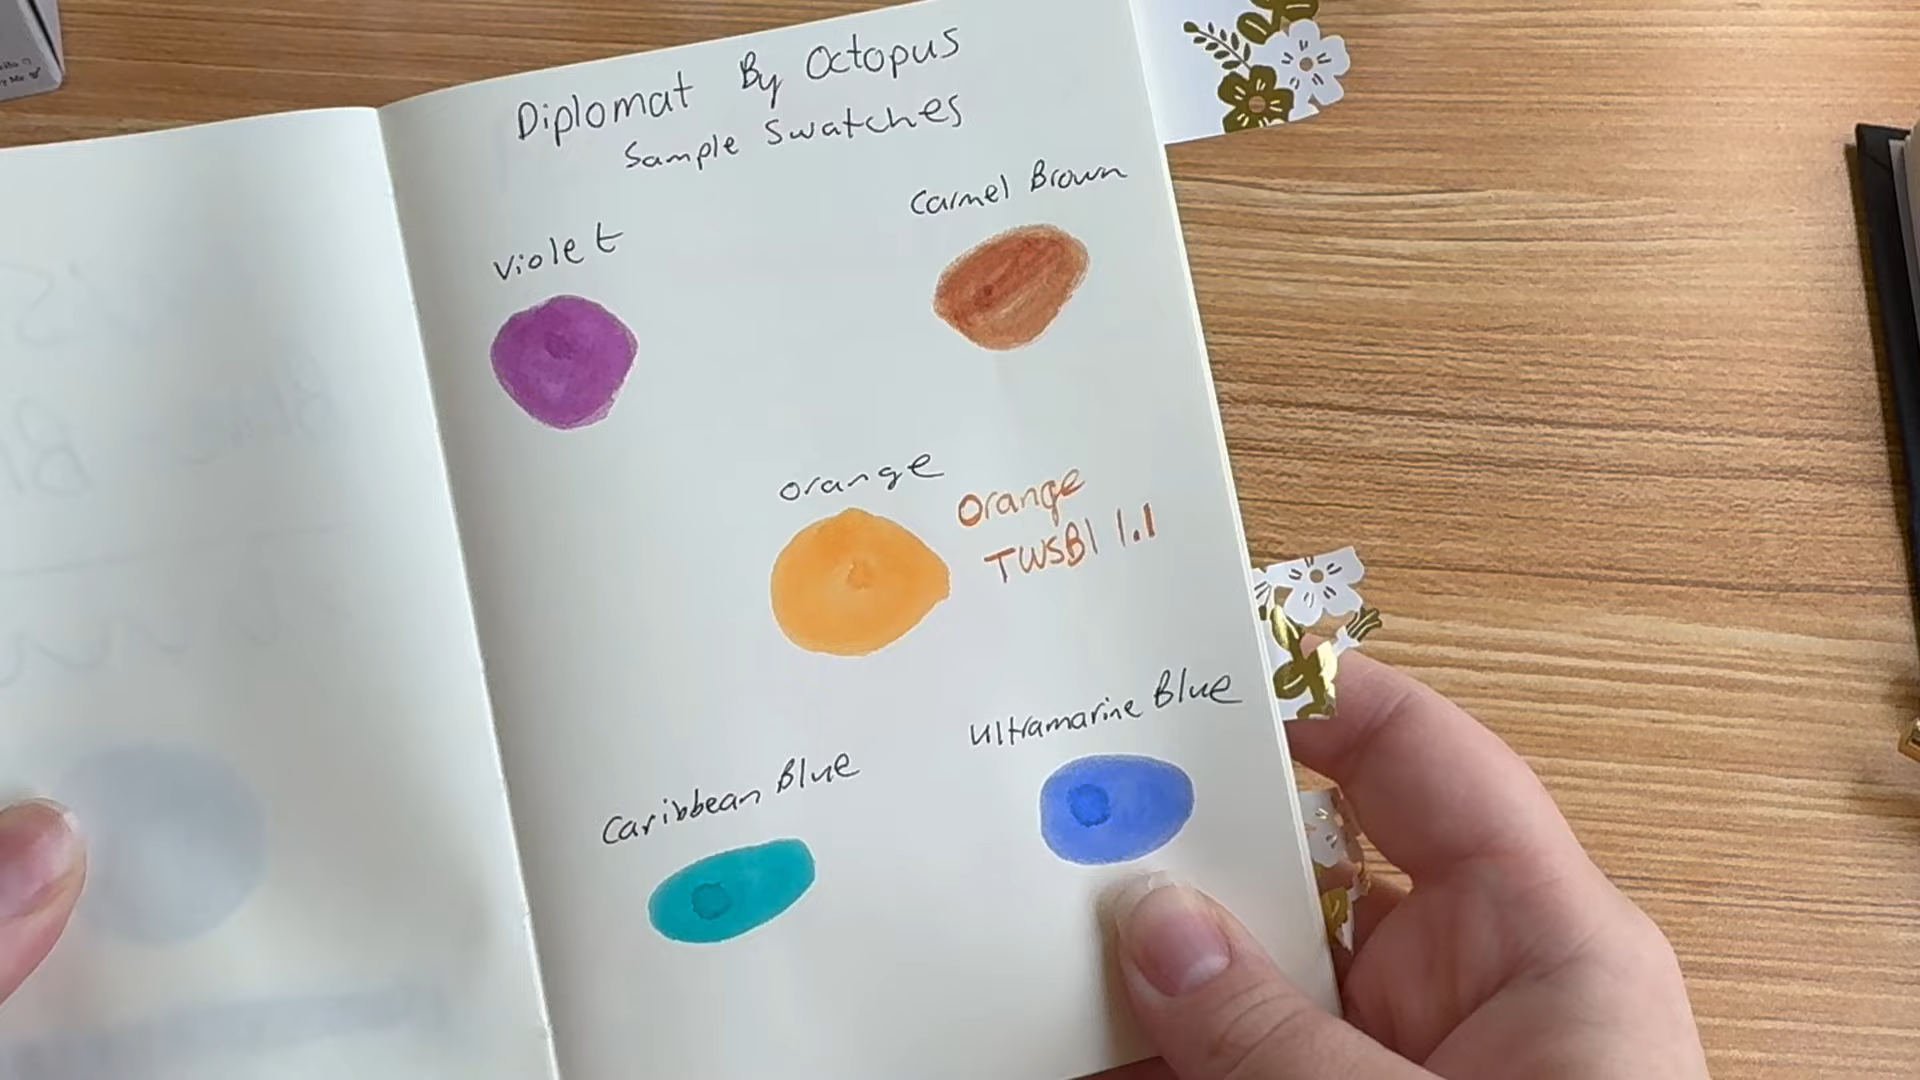 Diplomat By Octopus
Sample Swatches
Violet
Carmel Brown
Orange
Orange
TWSBI 1.1
Caribbean Blue
Ultramarine Blue